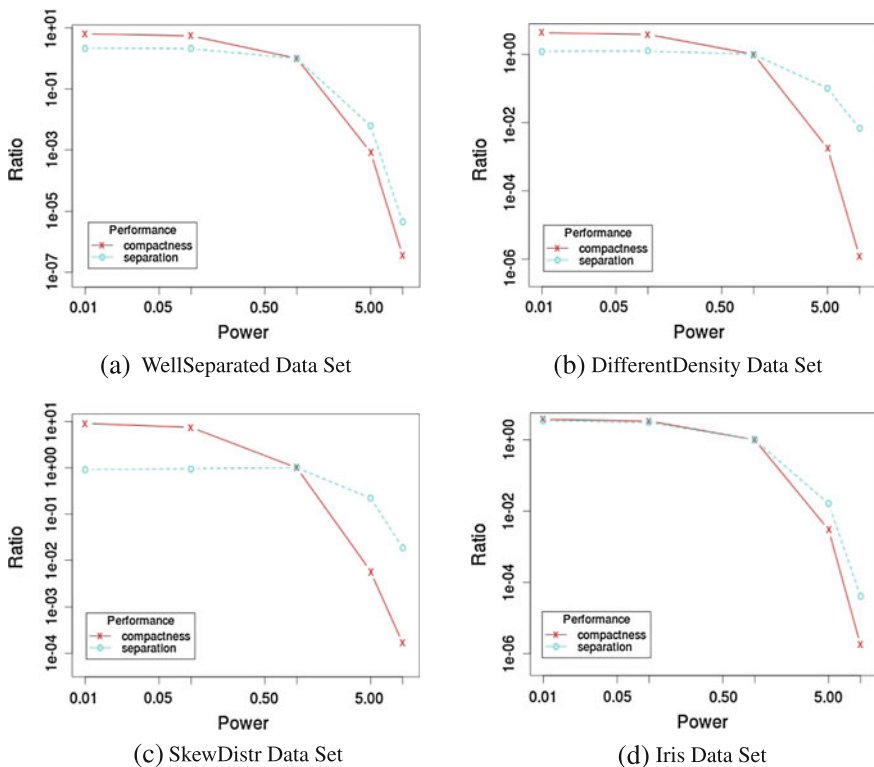 1e+01
1e-01
1e-03
1e-05
1e-07
Ratio
Performance
compactness
separation
0.01 0.05 0.50 5.00
Power
(a) WellSeparated Data Set
1e+00
1e-02
1e-04
1e-06
Ratio
Performance
compactness
separation
0.01 0.05 0.50 5.00
Power
(b) DifferentDensity Data Set
1e+01
1e+00
1e-01
1e-02
1e-03
1e-04
Ratio
Performance
compactness
separation
0.01 0.05 0.50 5.00
Power
(c) SkewDistr Data Set
1e+00
1e-02
1e-04
1e-06
Ratio
Performance
compactness
separation
0.01 0.05 0.50 5.00
Power
(d) Iris Data Set